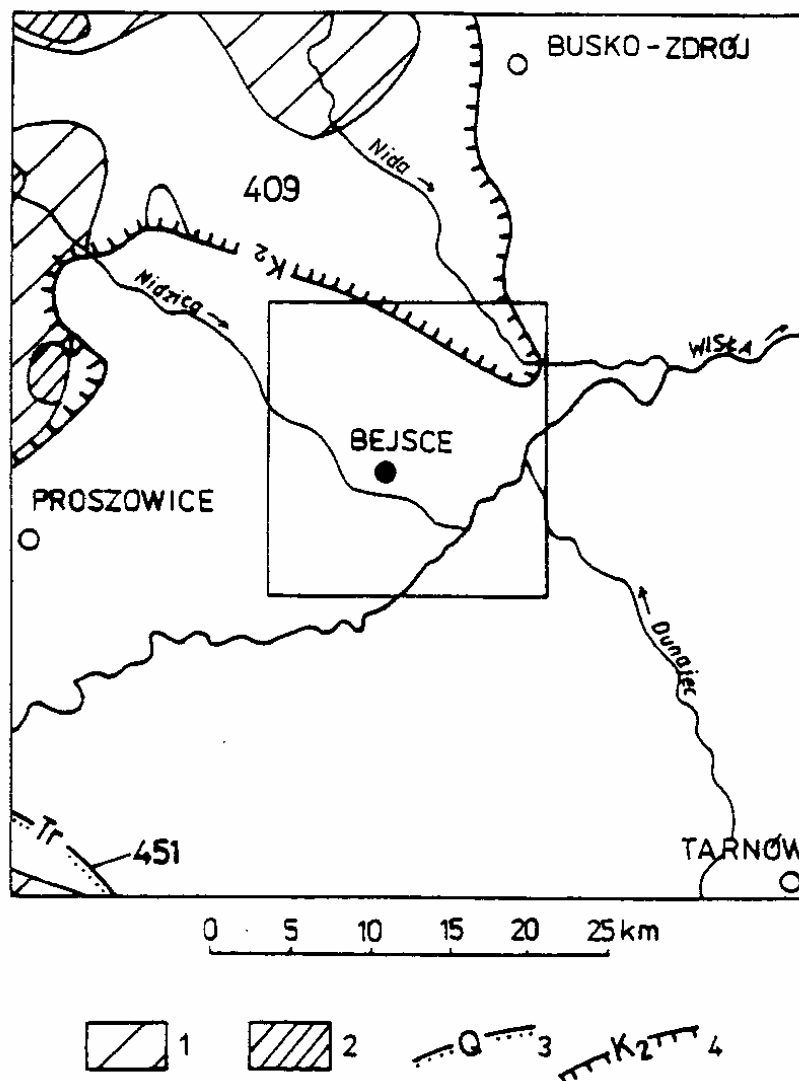 BUSKO-ZDRÓJ
Nida
409
K2
Nidzica
WISŁA
BEJSCE
PROSZOWICE
Dunajec
Tr
451
TARNÓW
0 5 10 15 20 25 km
1 2 Q 3 K2 4